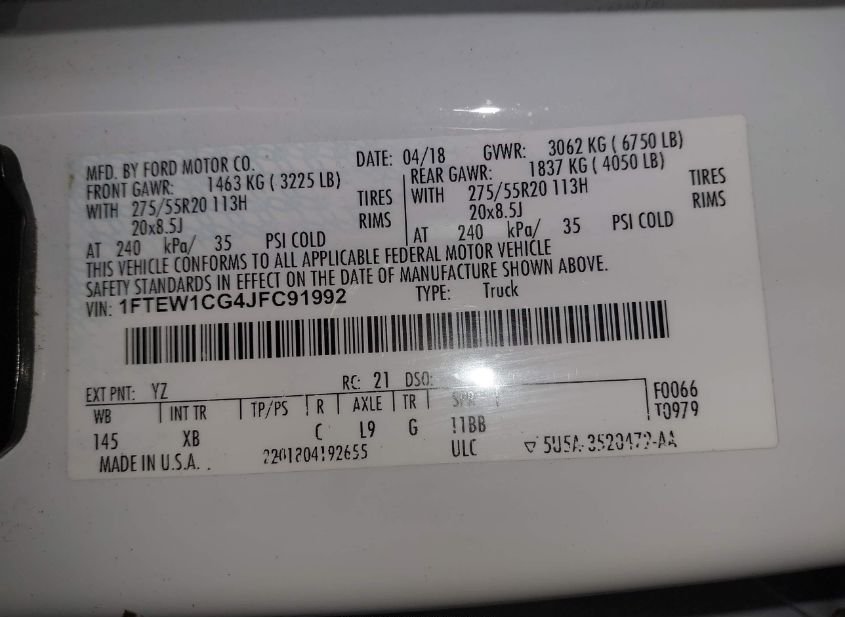 MFD. BY FORD MOTOR CO. DATE: 04/18 GVWR: 3062 KG ( 6750 LB)
FRONT GAWR: 1463 KG ( 3225 LB) REAR GAWR: 1837 KG ( 4050 LB)
WITH 275/55R20 113H TIRES WITH 275/55R20 113H TIRES
20x8.5J RIMS 20x8.5J RIMS
AT 240 kPa/ 35 PSI COLD AT 240 kPa/ 35 PSI COLD
THIS VEHICLE CONFORMS TO ALL APPLICABLE FEDERAL MOTOR VEHICLE
SAFETY STANDARDS IN EFFECT ON THE DATE OF MANUFACTURE SHOWN ABOVE.
VIN: 1FTEW1CG4JFC91992 TYPE: Truck
EXT PNT: YZ RC: 21 DSO: F0066
WB INT TR TP/PS R AXLE TR SPR T0979
145 XB C L9 G 11BB
MADE IN U.S.A. ULC